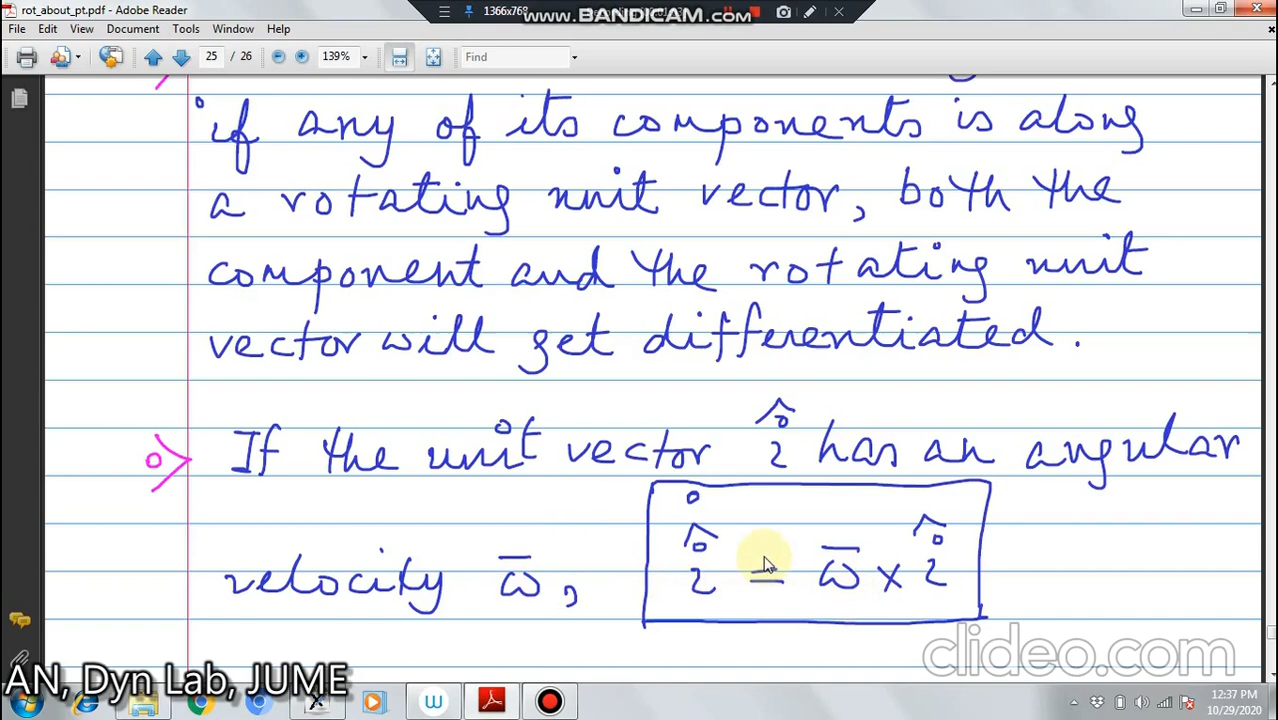 rot_about_pt.pdf - Adobe Reader
1366x768
www.BANDICAM.com
File Edit View Document Tools Window Help
25 / 26 139% Find
if any of its components is along
a rotating unit vector, both the
component and the rotating unit
vector will get differentiated.
If the unit vector î has an angular
velocity ω̅, î̇ = ω̅ × î
clideo.com
AN, Dyn Lab, JUME
12:37 PM
10/29/2020